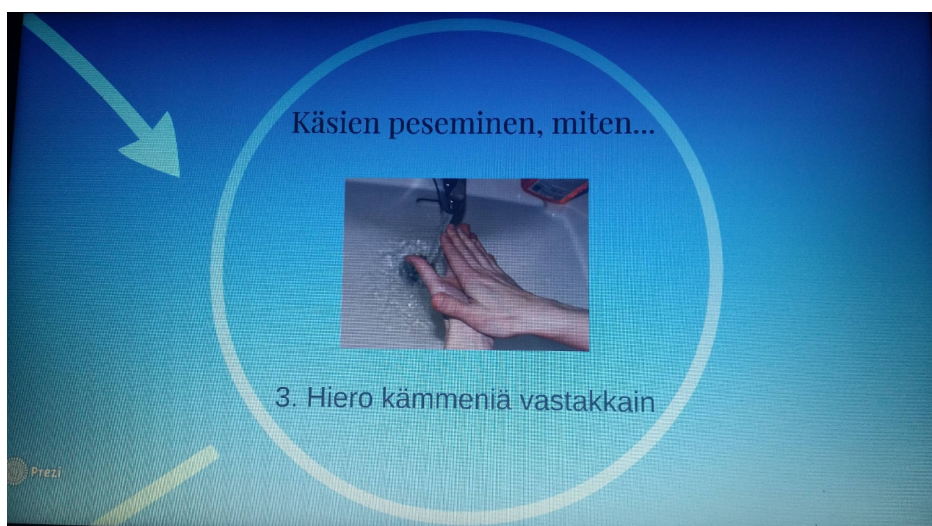 Käsien peseminen, miten...
3. Hiero kämmeniä vastakkain
Prezi